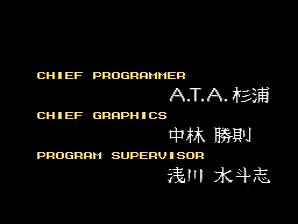 CHIEF PROGRAMMER
A.T.A.杉浦
CHIEF GRAPHICS
中林 勝則
PROGRAM SUPERVISOR
浅川 水斗志